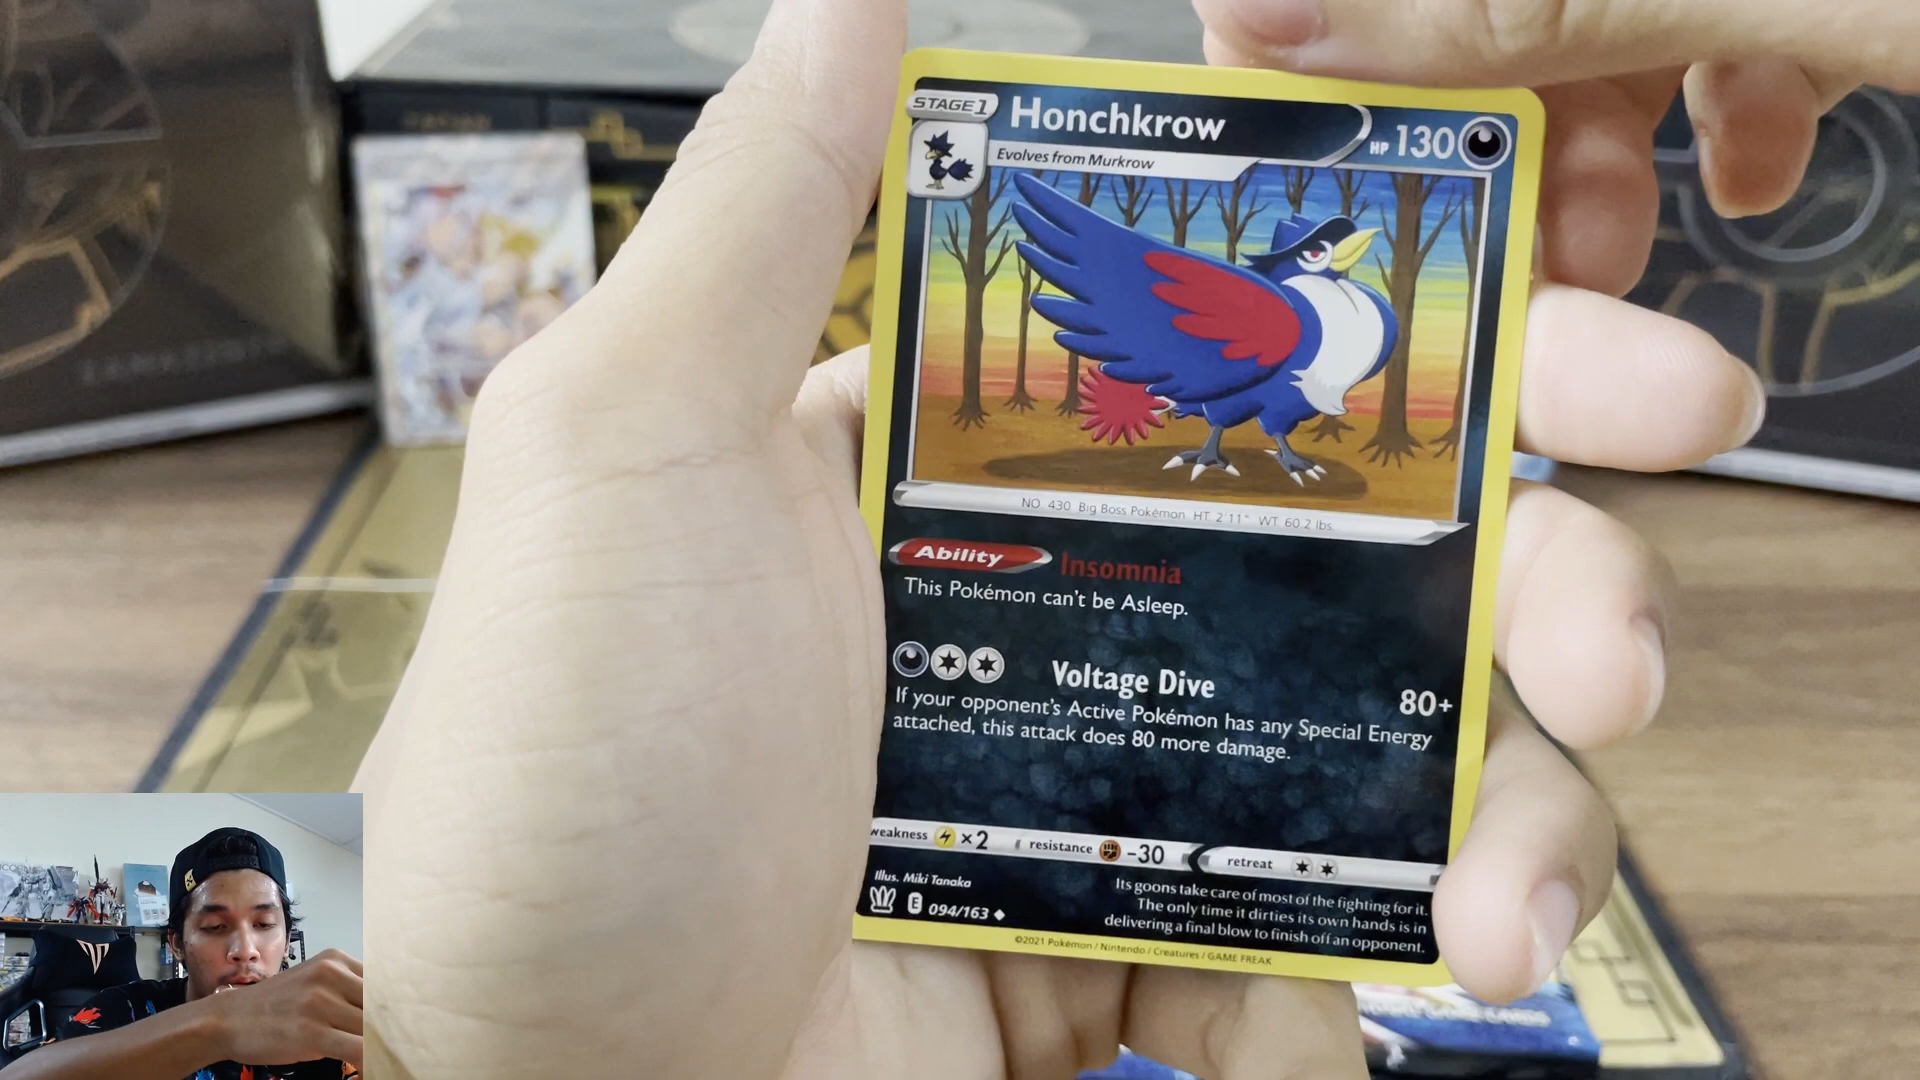 STAGE 1
Honchkrow
HP 130
Evolves from Murkrow
NO. 430 Big Boss Pokémon HT: 2'11" WT: 60.2 lbs.
Ability Insomnia
This Pokémon can't be Asleep.
Voltage Dive
80+
If your opponent's Active Pokémon has any Special Energy
attached, this attack does 80 more damage.
weakness ×2 resistance -30 retreat
Illus. Miki Tanaka
E 094/163
Its goons take care of most of the fighting for it.
The only time it dirties its own hands is in
delivering a final blow to finish off an opponent.
©2021 Pokémon / Nintendo / Creatures / GAME FREAK